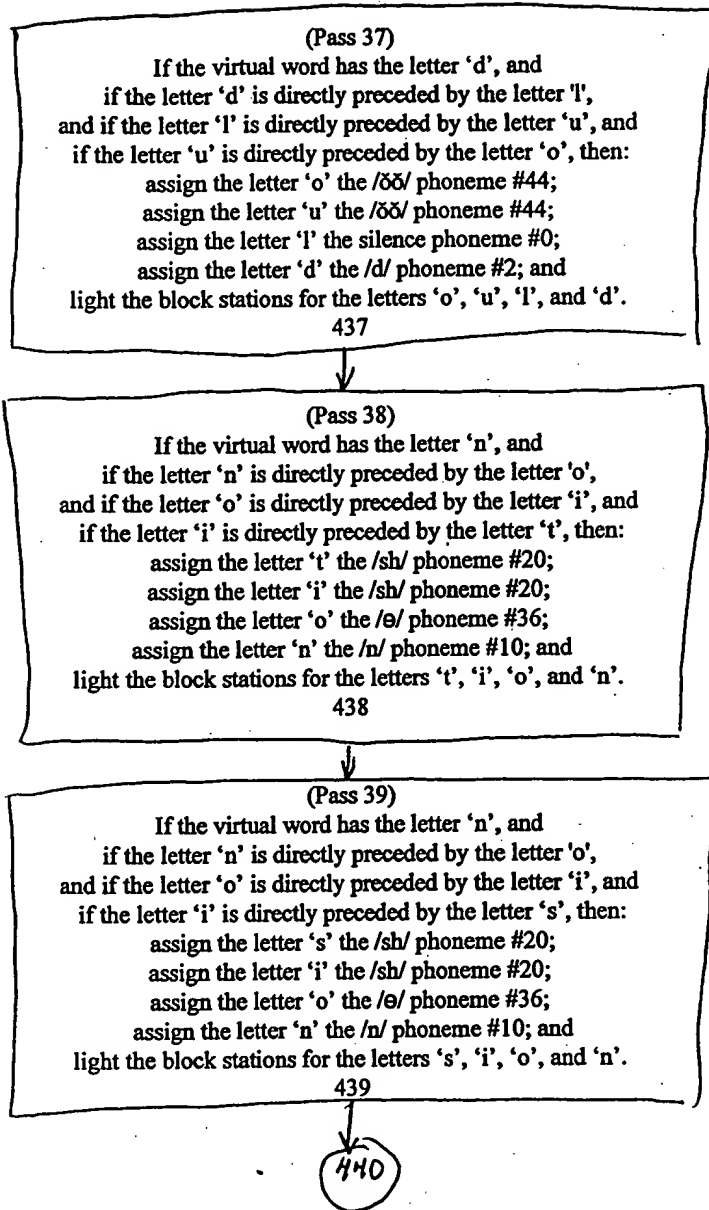 (Pass 37)
If the virtual word has the letter ‘d’, and
if the letter ‘d’ is directly preceded by the letter 'l',
and if the letter ‘l’ is directly preceded by the letter ‘u’, and
if the letter ‘u’ is directly preceded by the letter ‘o’, then:
assign the letter ‘o’ the /ŏŏ/ phoneme #44;
assign the letter ‘u’ the /ŏŏ/ phoneme #44;
assign the letter ‘l’ the silence phoneme #0;
assign the letter ‘d’ the /d/ phoneme #2; and
light the block stations for the letters ‘o’, ‘u’, ‘l’, and ‘d’.
437
(Pass 38)
If the virtual word has the letter ‘n’, and
if the letter ‘n’ is directly preceded by the letter 'o',
and if the letter ‘o’ is directly preceded by the letter ‘i’, and
if the letter ‘i’ is directly preceded by the letter ‘t’, then:
assign the letter ‘t’ the /sh/ phoneme #20;
assign the letter ‘i’ the /sh/ phoneme #20;
assign the letter ‘o’ the /ɵ/ phoneme #36;
assign the letter ‘n’ the /n/ phoneme #10; and
light the block stations for the letters ‘t’, ‘i’, ‘o’, and ‘n’.
438
(Pass 39)
If the virtual word has the letter ‘n’, and
if the letter ‘n’ is directly preceded by the letter 'o',
and if the letter ‘o’ is directly preceded by the letter ‘i’, and
if the letter ‘i’ is directly preceded by the letter ‘s’, then:
assign the letter ‘s’ the /sh/ phoneme #20;
assign the letter ‘i’ the /sh/ phoneme #20;
assign the letter ‘o’ the /ɵ/ phoneme #36;
assign the letter ‘n’ the /n/ phoneme #10; and
light the block stations for the letters ‘s’, ‘i’, ‘o’, and ‘n’.
439
440